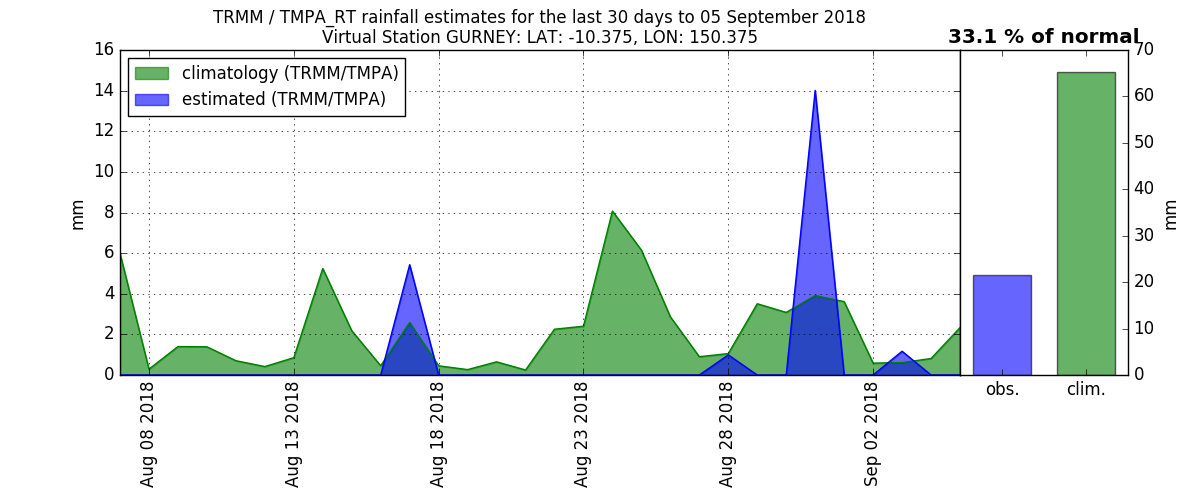 TRMM / TMPA_RT rainfall estimates for the last 30 days to 05 September 2018
Virtual Station GURNEY: LAT: -10.375, LON: 150.375
33.1 % of normal
climatology (TRMM/TMPA)
estimated (TRMM/TMPA)
mm
16
14
12
10
8
6
4
2
0
Aug 08 2018
Aug 13 2018
Aug 18 2018
Aug 23 2018
Aug 28 2018
Sep 02 2018
70
60
50
40
30
20
10
0
mm
obs.
clim.